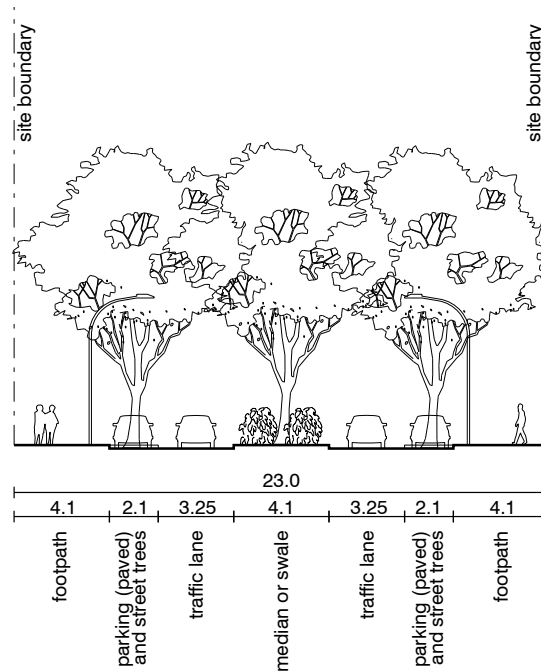 site boundary
site boundary
23.0
4.1 2.1 3.25 4.1 3.25 2.1 4.1
footpath
parking (paved)
and street trees
traffic lane
median or swale
traffic lane
parking (paved)
and street trees
footpath